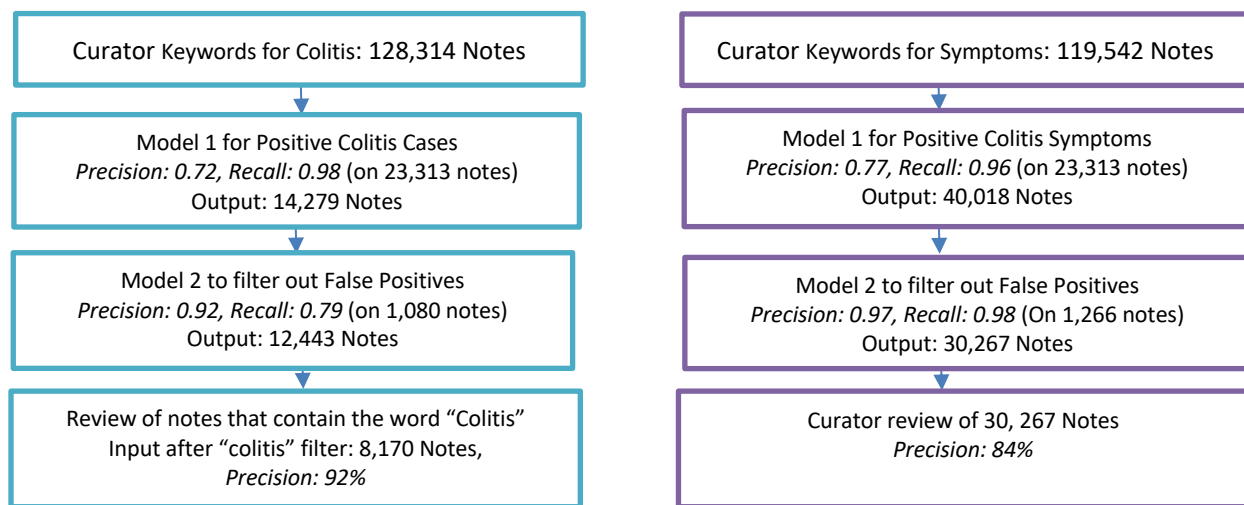 Curator Keywords for Colitis: 128,314 Notes
Model 1 for Positive Colitis Cases
Precision: 0.72, Recall: 0.98 (on 23,313 notes)
Output: 14,279 Notes
Model 2 to filter out False Positives
Precision: 0.92, Recall: 0.79 (on 1,080 notes)
Output: 12,443 Notes
Review of notes that contain the word “Colitis”
Input after “colitis” filter: 8,170 Notes,
Precision: 92%
Curator Keywords for Symptoms: 119,542 Notes
Model 1 for Positive Colitis Symptoms
Precision: 0.77, Recall: 0.96 (on 23,313 notes)
Output: 40,018 Notes
Model 2 to filter out False Positives
Precision: 0.97, Recall: 0.98 (On 1,266 notes)
Output: 30,267 Notes
Curator review of 30, 267 Notes
Precision: 84%